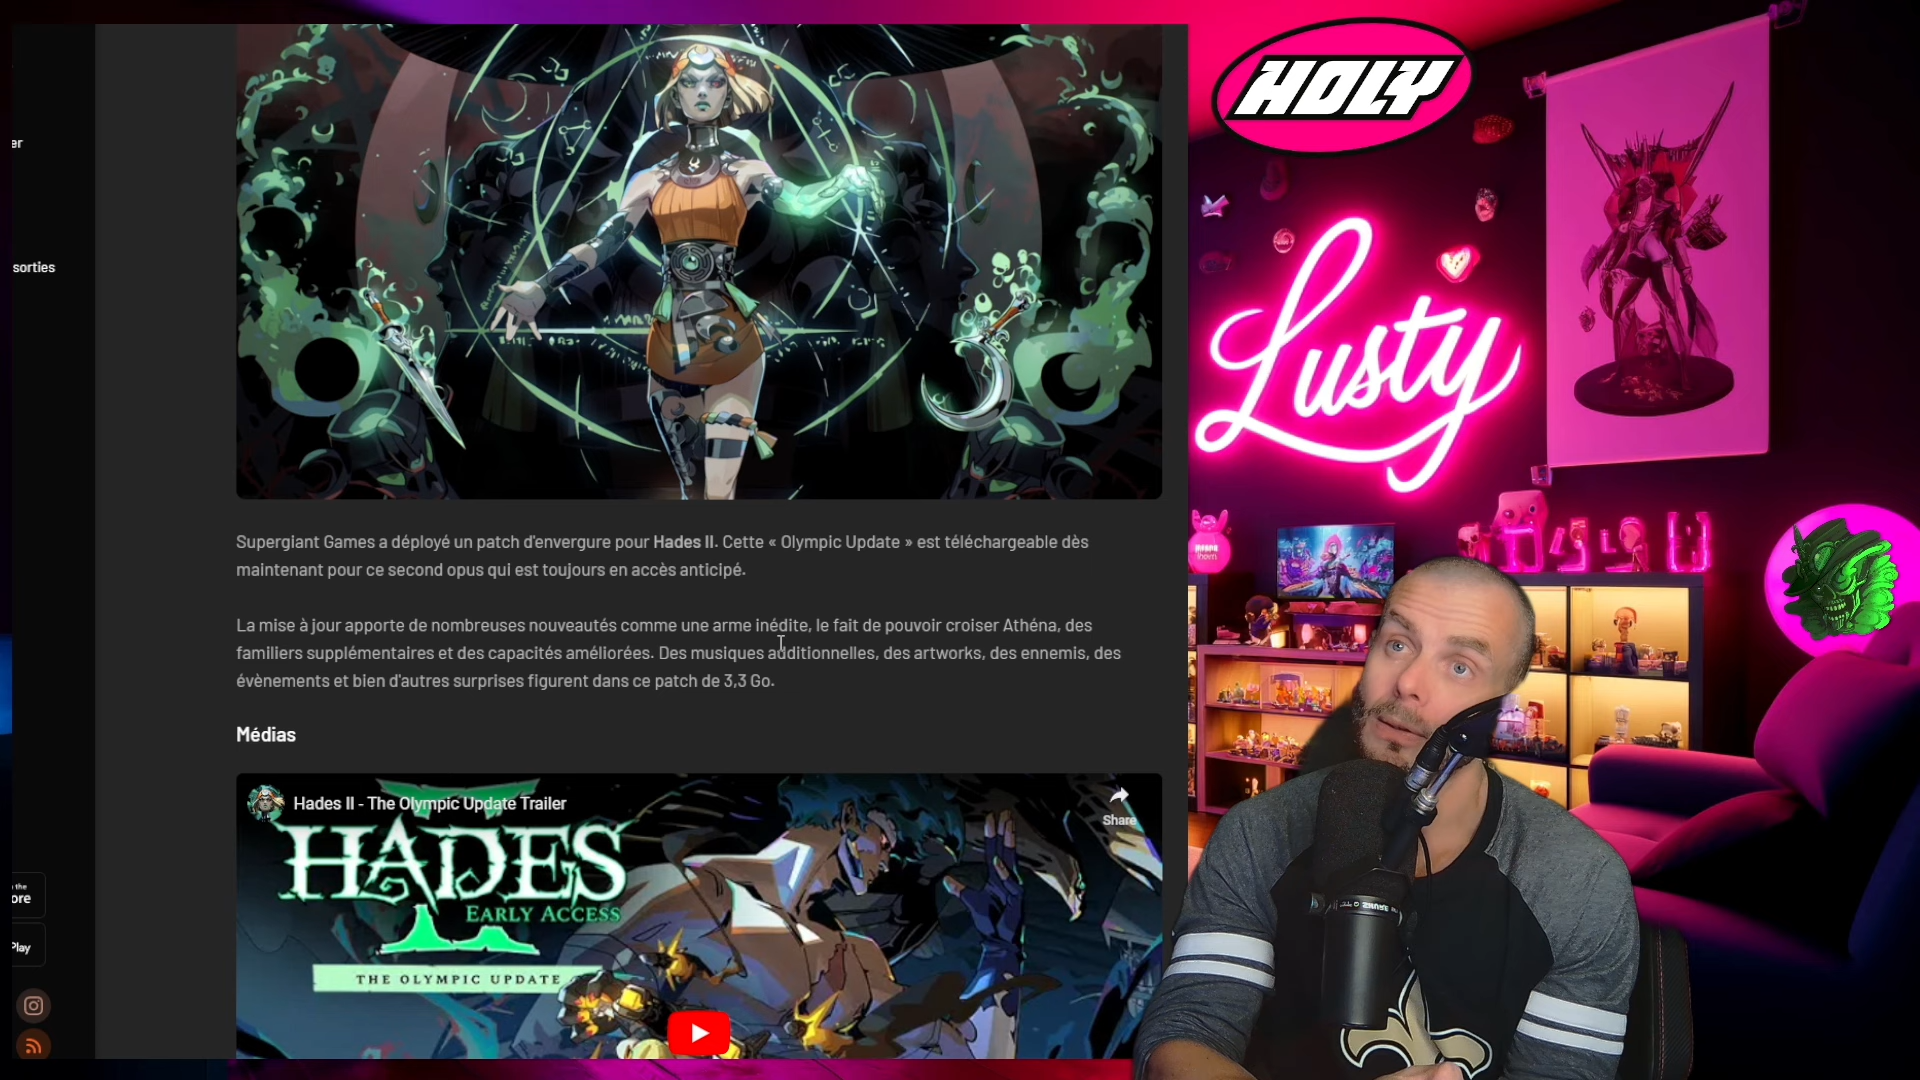 er
sorties
Supergiant Games a déployé un patch d'envergure pour Hades II. Cette « Olympic Update » est téléchargeable dès
maintenant pour ce second opus qui est toujours en accès anticipé.
La mise à jour apporte de nombreuses nouveautés comme une arme inédite, le fait de pouvoir croiser Athéna, des
familiers supplémentaires et des capacités améliorées. Des musiques additionnelles, des artworks, des ennemis, des
évènements et bien d'autres surprises figurent dans ce patch de 3,3 Go.
Médias
Hades II - The Olympic Update Trailer
Share
HADES
II
EARLY ACCESS
THE OLYMPIC UPDATE
n the
ore
Play
HOLY
Lusty